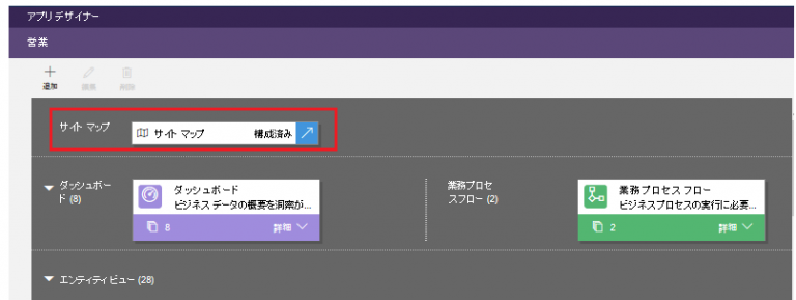 アプリ デザイナー
営業
追加
編集
削除
サイト マップ
サイト マップ 構成済み
ダッシュボー
ド (8)
ダッシュボード
ビジネス データの概要を洞察が...
8 詳細
業務プロセ
スフロー (2)
業務プロセス フロー
ビジネスプロセスの実行に必要...
2 詳細
エンティティ ビュー (28)